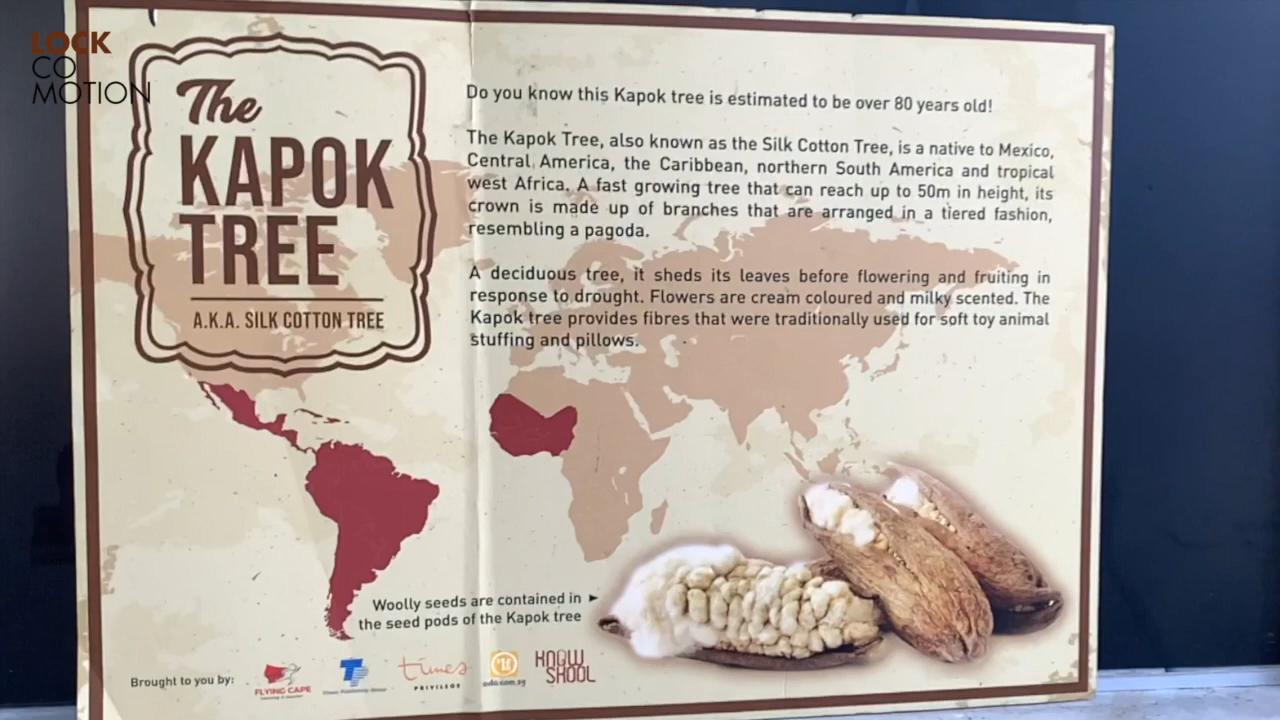 LOCK
CO
MOTION
The
KAPOK
TREE
A.K.A. SILK COTTON TREE
Do you know this Kapok tree is estimated to be over 80 years old!
The Kapok Tree, also known as the Silk Cotton Tree, is a native to Mexico,
Central America, the Caribbean, northern South America and tropical
west Africa. A fast growing tree that can reach up to 50m in height, its
crown is made up of branches that are arranged in a tiered fashion,
resembling a pagoda.
A deciduous tree, it sheds its leaves before flowering and fruiting in
response to drought. Flowers are cream coloured and milky scented. The
Kapok tree provides fibres that were traditionally used for soft toy animal
stuffing and pillows.
Woolly seeds are contained in
the seed pods of the Kapok tree
Brought to you by:
FLYING CAPE
Times Publishing Group
times
PRIVILEGE
KNOW
SKOOL